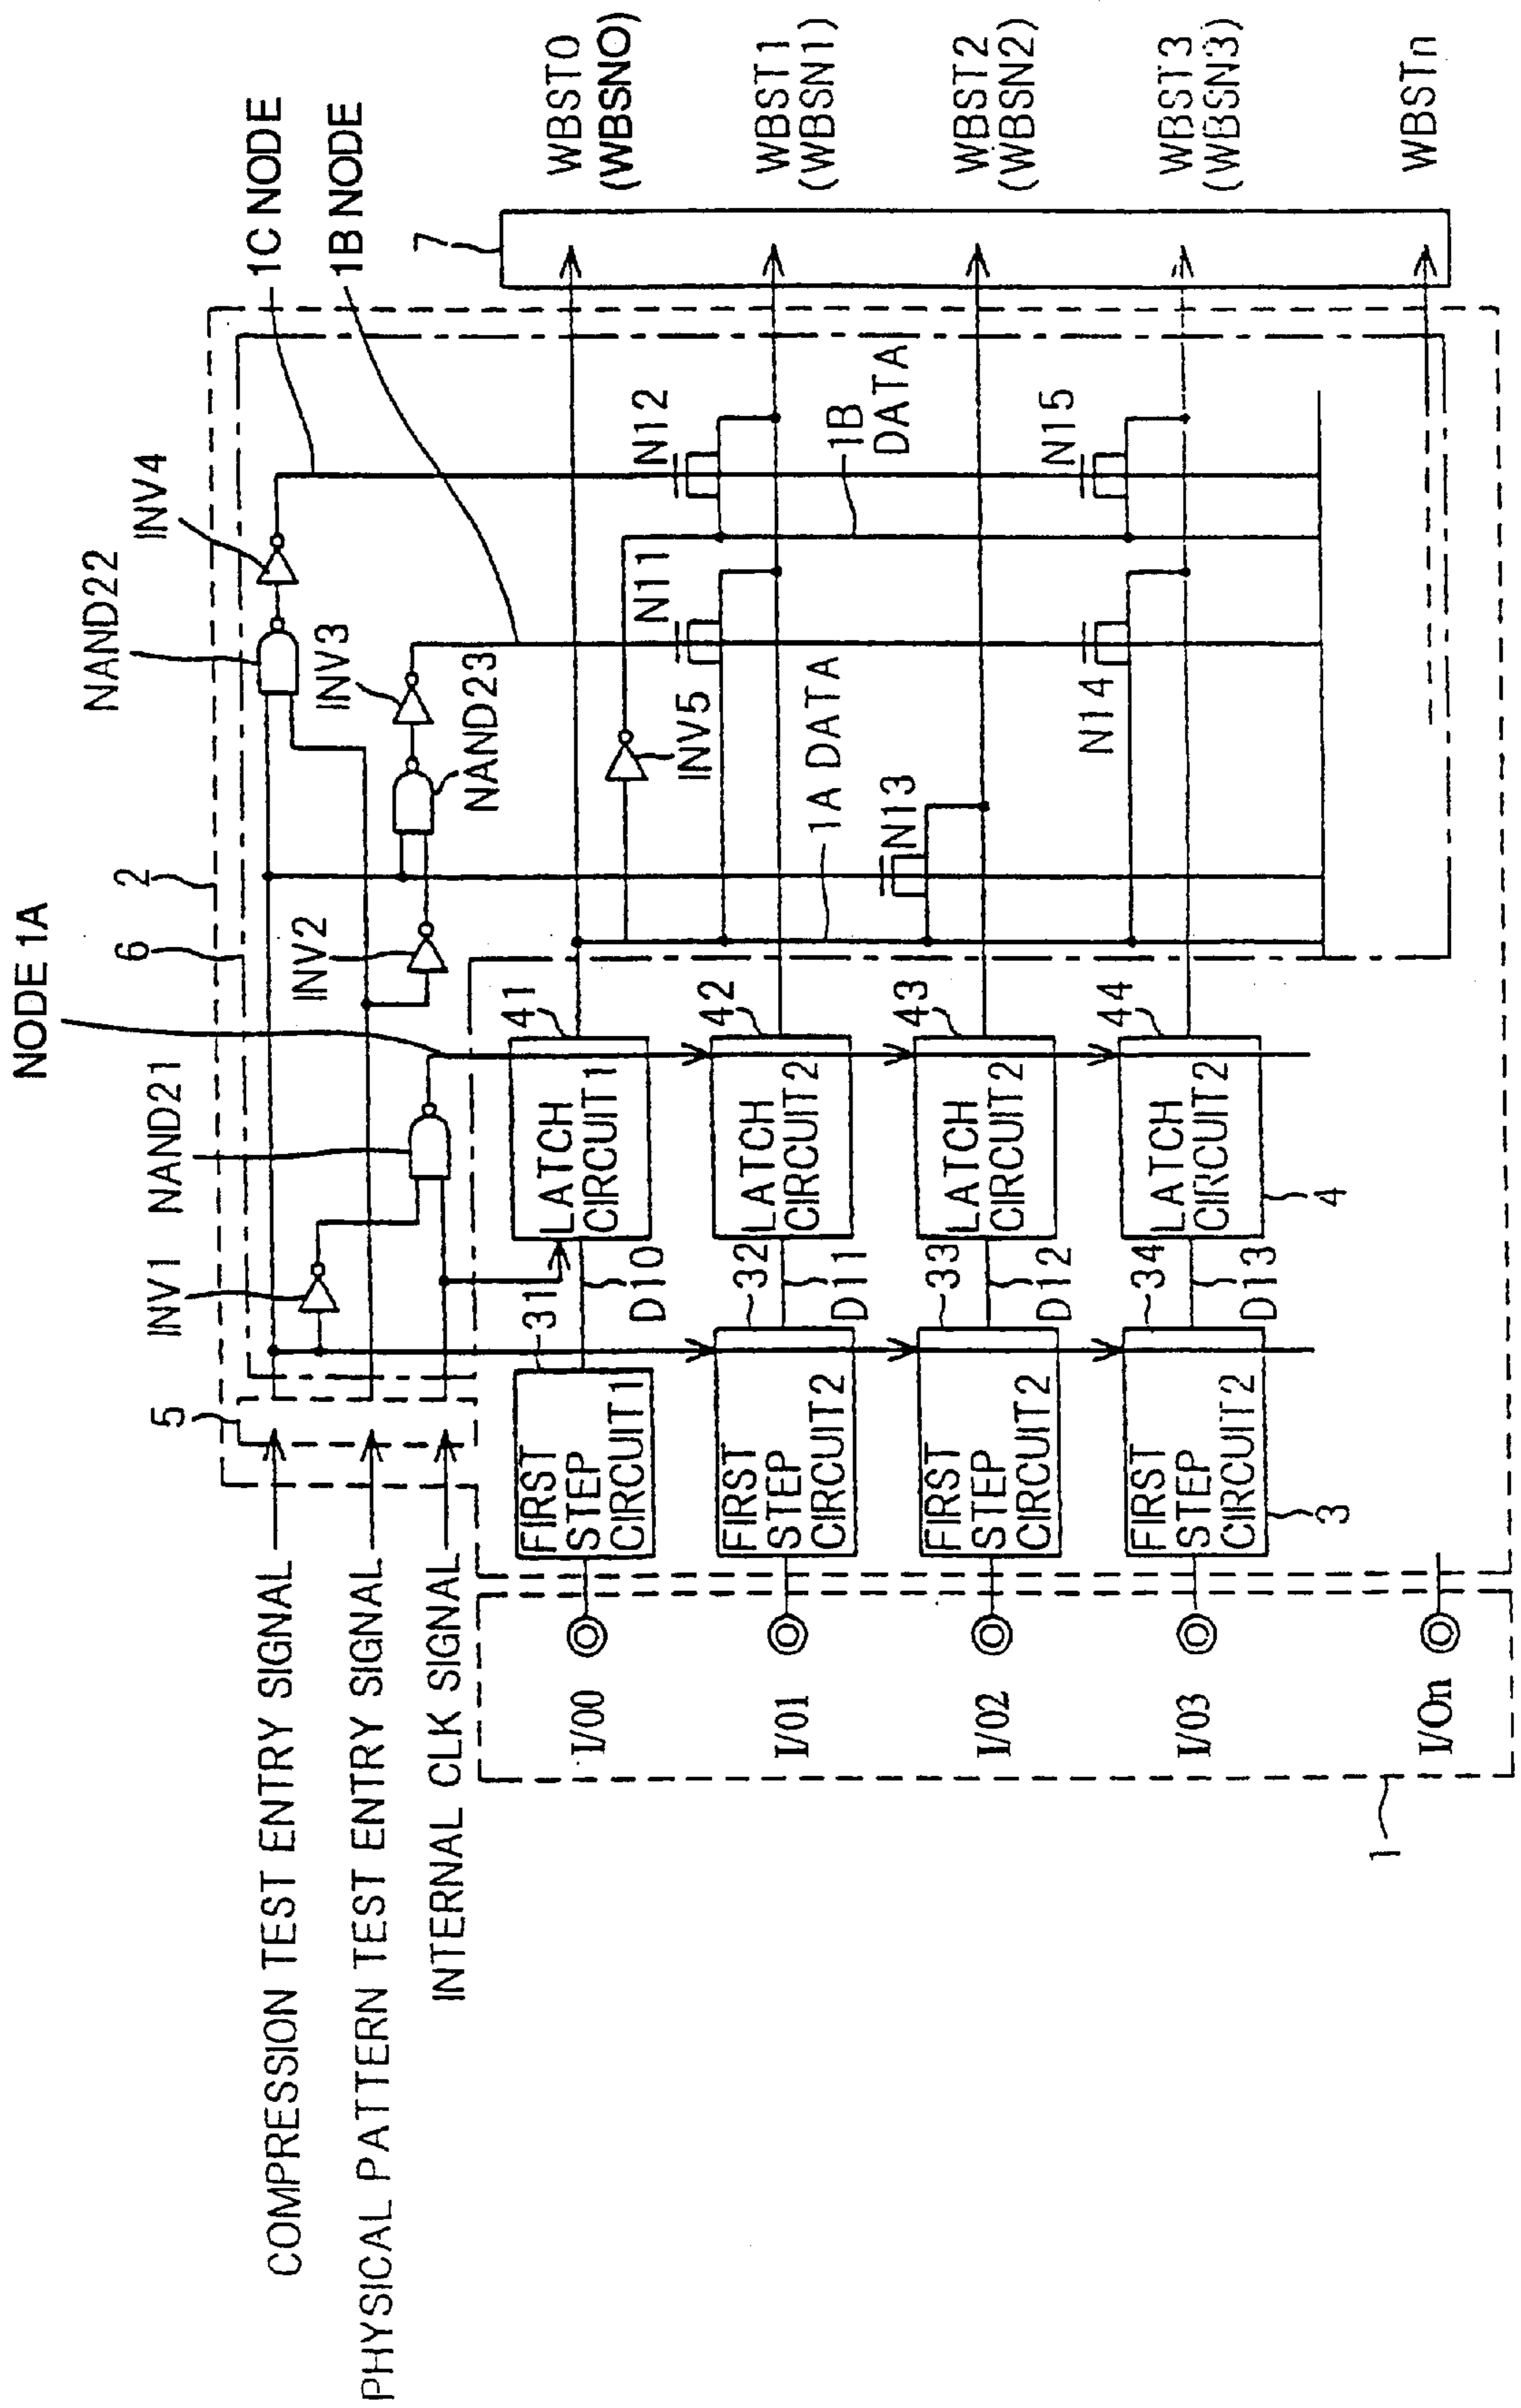 NODE 1A
NAND21
INV1
5
6
2
INV2
NAND22
INV4
INV3
NAND23
1C NODE
1B NODE
7
COMPRESSION TEST ENTRY SIGNAL
PHYSICAL PATTERN TEST ENTRY SIGNAL
INTERNAL CLK SIGNAL
I/O0
FIRST
STEP
CIRCUIT1
31
D10
LATCH
CIRCUIT1
41
INV5
WBST0
(WBSN0)
I/O1
FIRST
STEP
CIRCUIT2
32
D11
LATCH
CIRCUIT2
42
1A DATA
N11
N12
1B
DATA
WBST1
(WBSN1)
I/O2
FIRST
STEP
CIRCUIT2
33
D12
LATCH
CIRCUIT2
43
N13
WBST2
(WBSN2)
I/O3
FIRST
STEP
CIRCUIT2
3
34
D13
LATCH
CIRCUIT2
4
44
N14
N15
WBST3
(WBSN3)
I/On
WBSTn
1